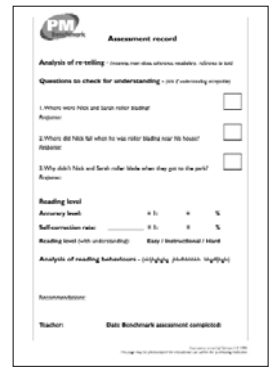 PM
Benchmark
Assessment record
Analysis of re-telling -
Questions to check for understanding -
1. Where were Nick and Sarah roller blading?
Response:
2. Where did Nick fall when he was roller blading near his house?
Response:
3. Why didn't Nick and Sarah roller blade when they got to the park?
Response:
Reading level
Accuracy level: %
Self-correction rate: %
Reading level (with understanding): Easy / Instructional / Hard
Analysis of reading behaviours -
Recommendations:
Teacher: Date Benchmark assessment completed: